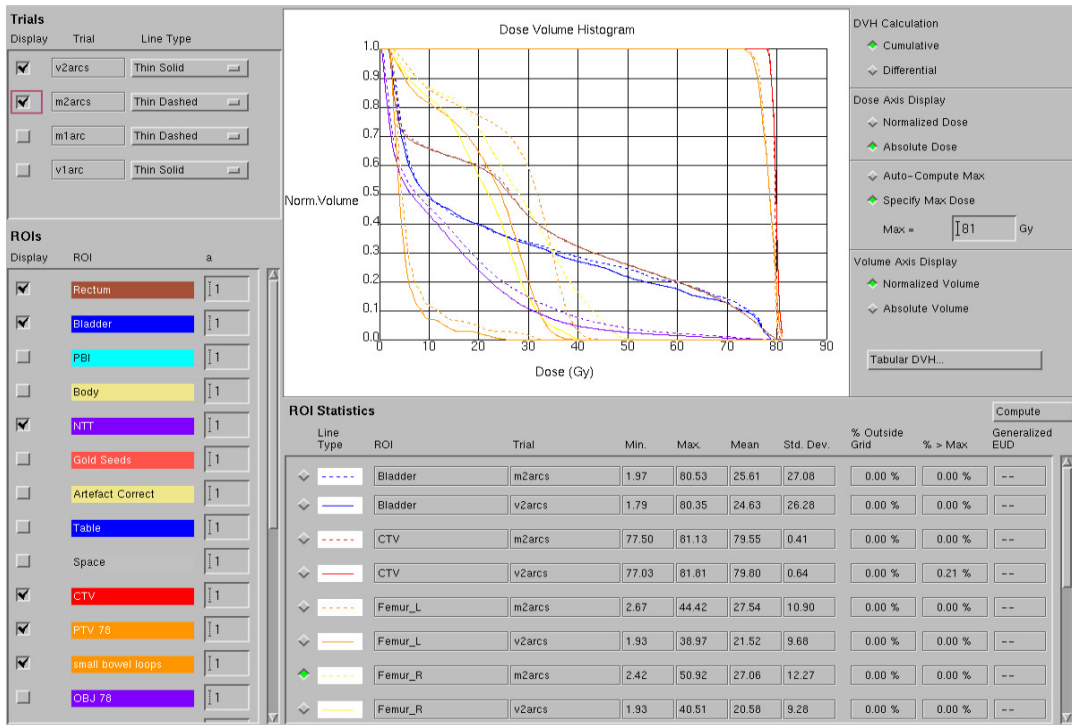 Trials
Display Trial Line Type
v2arcs Thin Solid
m2arcs Thin Dashed
m1arc Thin Dashed
v1arc Thin Solid
ROIs
Display ROI a
Rectum 1
Bladder 1
PBI 1
Body 1
NTT 1
Gold Seeds 1
Artefact Correct 1
Table 1
Space 1
CTV 1
PTV 78 1
small bowel loops 1
OBJ 78 1
Dose Volume Histogram
1.0
0.9
0.8
0.7
0.6
Norm.Volume 0.5
0.4
0.3
0.2
0.1
0.0
0 10 20 30 40 50 60 70 80 90
Dose (Gy)
DVH Calculation
Cumulative
Differential
Dose Axis Display
Normalized Dose
Absolute Dose
Auto-Compute Max
Specify Max Dose
Max = 81 Gy
Volume Axis Display
Normalized Volume
Absolute Volume
Tabular DVH...
ROI Statistics
Compute
Line Type ROI Trial Min. Max. Mean Std. Dev. % Outside Grid % > Max Generalized EUD
Bladder m2arcs 1.97 80.53 25.61 27.08 0.00 % 0.00 % --
Bladder v2arcs 1.79 80.35 24.63 26.28 0.00 % 0.00 % --
CTV m2arcs 77.50 81.13 79.55 0.41 0.00 % 0.00 % --
CTV v2arcs 77.03 81.81 79.80 0.64 0.00 % 0.21 % --
Femur_L m2arcs 2.67 44.42 27.54 10.90 0.00 % 0.00 % --
Femur_L v2arcs 1.93 38.97 21.52 9.68 0.00 % 0.00 % --
Femur_R m2arcs 2.42 50.92 27.06 12.27 0.00 % 0.00 % --
Femur_R v2arcs 1.93 40.51 20.58 9.28 0.00 % 0.00 % --